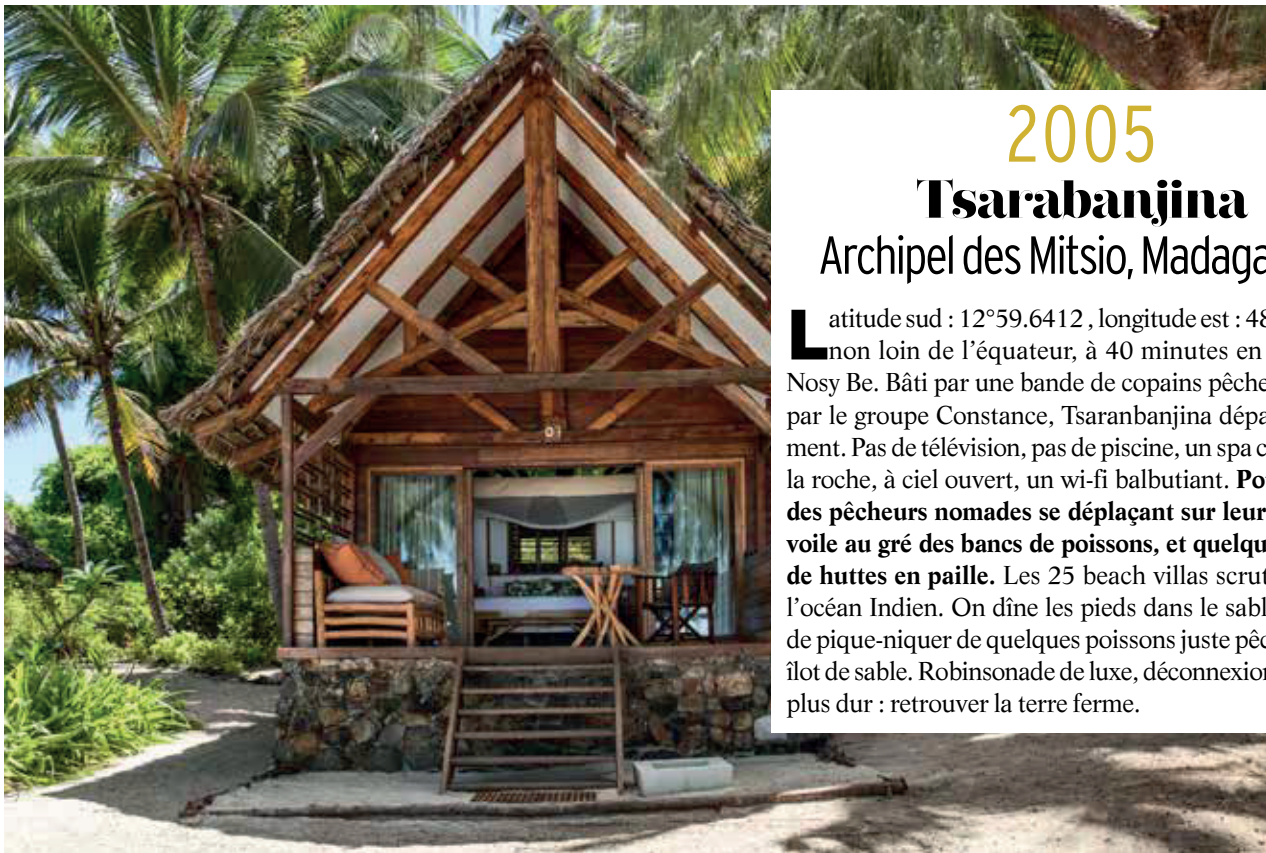 2005
Tsarabanjina
Archipel des Mitsio, Madaga
Latitude sud : 12°59.6412 , longitude est : 48
non loin de l'équateur, à 40 minutes en
Nosy Be. Bâti par une bande de copains pêche
par le groupe Constance, Tsaranbanjina dépa
ment. Pas de télévision, pas de piscine, un spa c
la roche, à ciel ouvert, un wi-fi balbutiant. Po
des pêcheurs nomades se déplaçant sur leur
voile au gré des bancs de poissons, et quelqu
de huttes en paille. Les 25 beach villas scrut
l'océan Indien. On dîne les pieds dans le sabl
de pique-niquer de quelques poissons juste pêc
îlot de sable. Robinsonade de luxe, déconnexion
plus dur : retrouver la terre ferme.
07